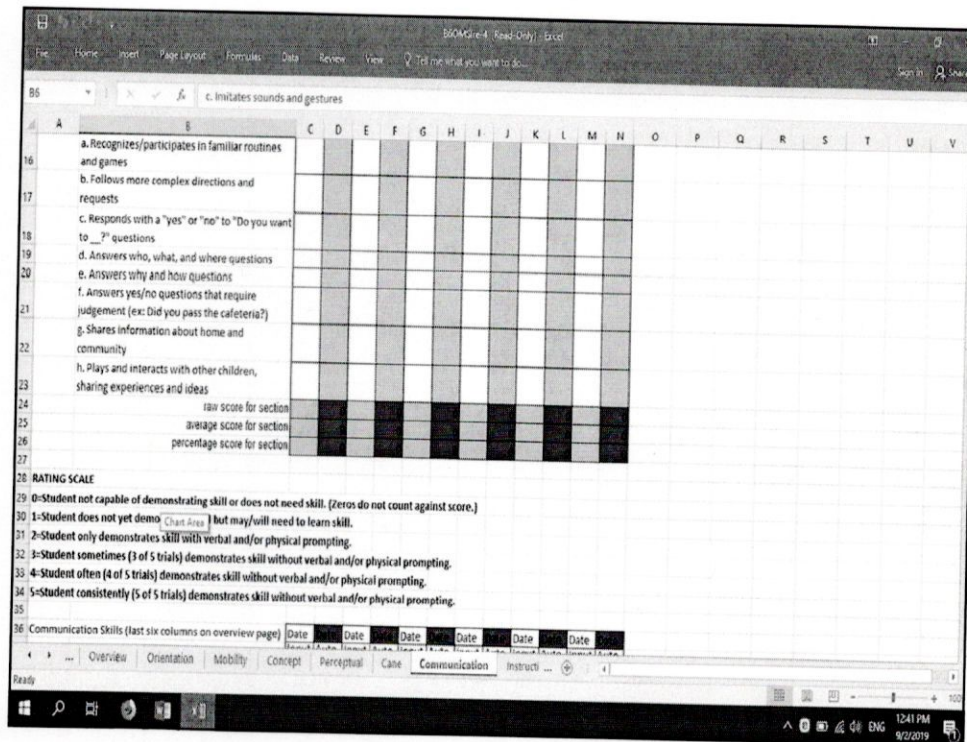 B6OMSre-4 [Read-Only] - Excel
File Home Insert Page Layout Formulas Data Review View Tell me what you want to do... Sign in Share
B5 fx c. Imitates sounds and gestures
A B C D E F G H I J K L M N O P Q R S T U V
a. Recognizes/participates in familiar routines
16 and games
b. Follows more complex directions and
17 requests
c. Responds with a "yes" or "no" to "Do you want
18 to __?" questions
19 d. Answers who, what, and where questions
20 e. Answers why and how questions
f. Answers yes/no questions that require
21 judgement (ex: Did you pass the cafeteria?)
g. Shares information about home and
22 community
h. Plays and interacts with other children,
23 sharing experiences and ideas
24 raw score for section
25 average score for section
26 percentage score for section
27
28 RATING SCALE
29 0=Student not capable of demonstrating skill or does not need skill. (Zeros do not count against score.)
30 1=Student does not yet demo Chart Area but may/will need to learn skill.
31 2=Student only demonstrates skill with verbal and/or physical prompting.
32 3=Student sometimes (3 of 5 trials) demonstrates skill without verbal and/or physical prompting.
33 4=Student often (4 of 5 trials) demonstrates skill without verbal and/or physical prompting.
34 5=Student consistently (5 of 5 trials) demonstrates skill without verbal and/or physical prompting.
35
36 Communication Skills (last six columns on overview page) Date Date Date Date Date Date
... Overview Orientation Mobility Concept Perceptual Cane Communication Instructi ...
Ready 100
ENG 12:41 PM
9/2/2019